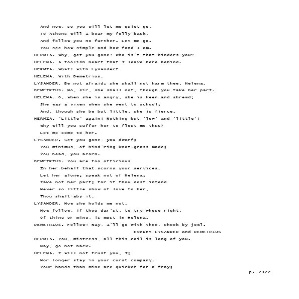 And now, so you will let me quiet go,
To Athens will I bear my folly back,
And follow you no further. Let me go.
You see how simple and how fond I am.
HERMIA. Why, get you gone! Who is't that hinders you?
HELENA. A foolish heart that I leave here behind.
HERMIA. What! with Lysander?
HELENA. With Demetrius.
LYSANDER. Be not afraid; she shall not harm thee, Helena.
DEMETRIUS. No, sir, she shall not, though you take her part.
HELENA. O, when she is angry, she is keen and shrewd;
She was a vixen when she went to school;
And, though she be but little, she is fierce.
HERMIA. 'Little' again! Nothing but 'low' and 'little'!
Why will you suffer her to flout me thus?
Let me come to her.
LYSANDER. Get you gone, you dwarf;
You minimus, of hind'ring knot-grass made;
You bead, you acorn.
DEMETRIUS. You are too officious
In her behalf that scorns your services.
Let her alone; speak not of Helena;
Take not her part; for if thou dost intend
Never so little show of love to her,
Thou shalt aby it.
LYSANDER. Now she holds me not.
Now follow, if thou dar'st, to try whose right,
Of thine or mine, is most in Helena.
DEMETRIUS. Follow! Nay, I'll go with thee, cheek by jowl.
Exeunt LYSANDER and DEMETRIUS
HERMIA. You, mistress, all this coil is long of you.
Nay, go not back.
HELENA. I will not trust you, I;
Nor longer stay in your curst company.
Your hands than mine are quicker for a fray;